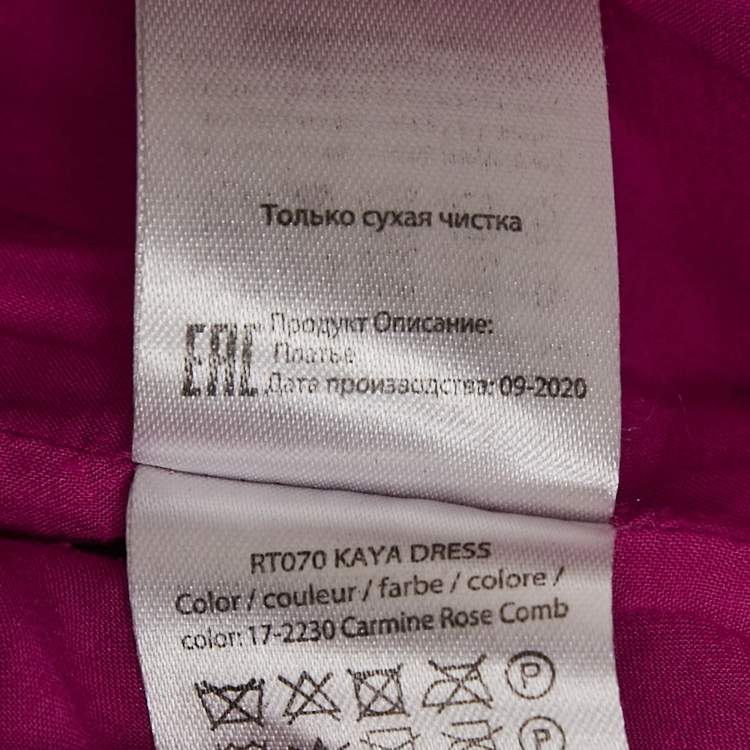 Только сухая чистка
EAC
Продукт Описание:
Платье
Дата производства: 09-2020
RT070 KAYA DRESS
Color / couleur / farbe / colore /
color: 17-2230 Carmine Rose Comb
P
P